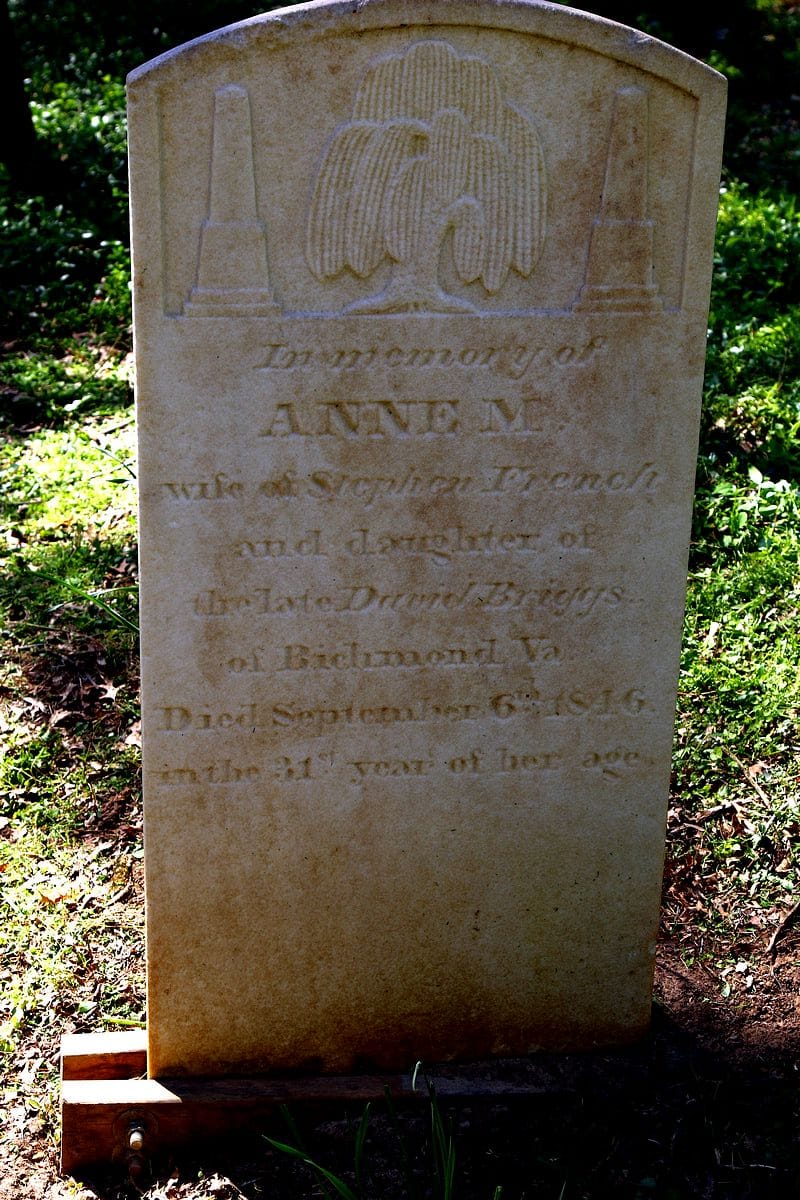 In memory of
ANNE M.
wife of Stephen French
and daughter of
the late David Briggs
of Richmond Va
Died September 6th 1846.
in the 31st year of her age.